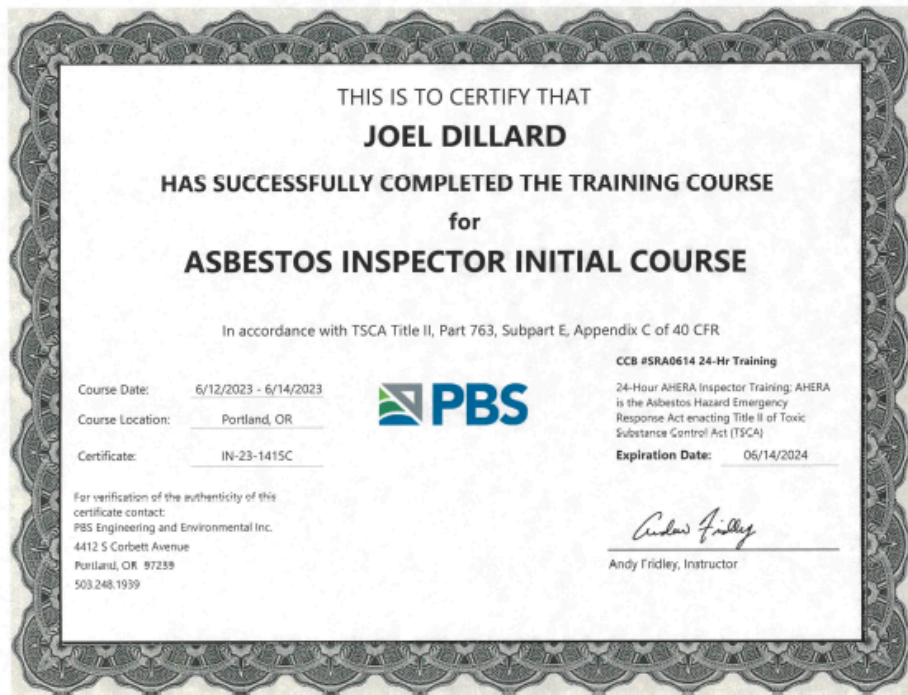 THIS IS TO CERTIFY THAT
JOEL DILLARD
HAS SUCCESSFULLY COMPLETED THE TRAINING COURSE
for
ASBESTOS INSPECTOR INITIAL COURSE
In accordance with TSCA Title II, Part 763, Subpart E, Appendix C of 40 CFR
Course Date: 6/12/2023 - 6/14/2023
Course Location: Portland, OR
Certificate: IN-23-1415C
For verification of the authenticity of this
certificate contact:
PBS Engineering and Environmental Inc.
4412 S Corbett Avenue
Portland, OR 97239
503.248.1939
PBS
CCB #SRA0614 24-Hr Training
24-Hour AHERA Inspector Training: AHERA
is the Asbestos Hazard Emergency
Response Act enacting Title II of Toxic
Substance Control Act (TSCA)
Expiration Date: 06/14/2024
Andy Fridley, Instructor